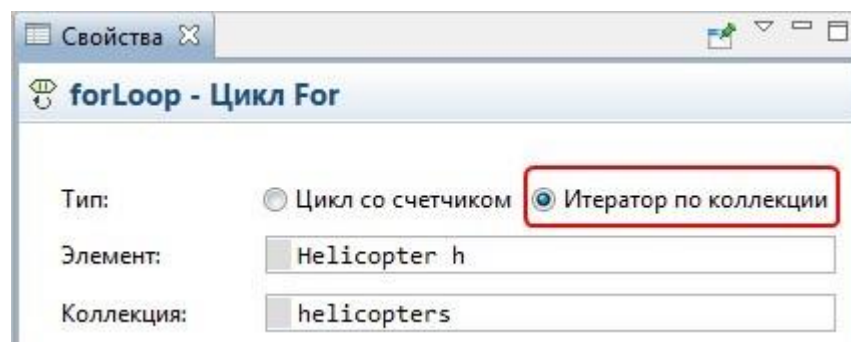 Свойства
forLoop - Цикл For
Тип: Цикл со счетчиком Итератор по коллекции
Элемент: Helicopter h
Коллекция: helicopters